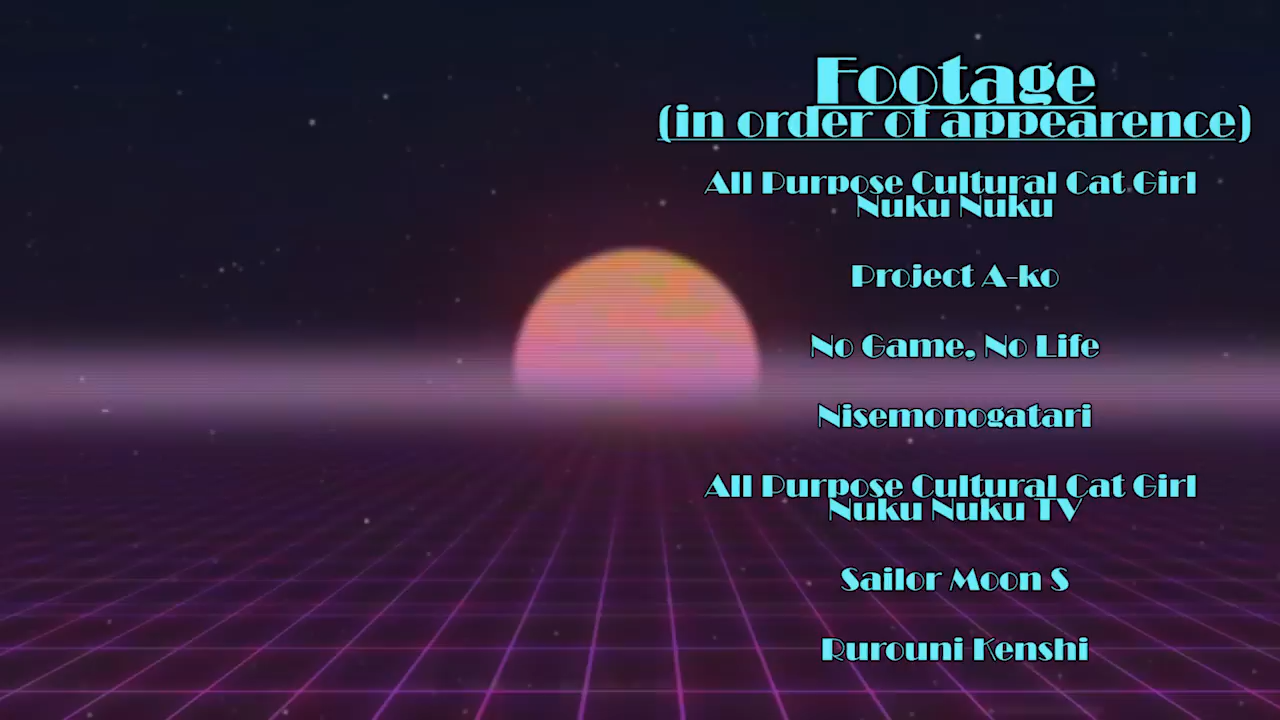 Footage
(in order of appearence)
All Purpose Cultural Cat Girl
Nuku Nuku
Project A-ko
No Game, No Life
Nisemonogatari
All Purpose Cultural Cat Girl
Nuku Nuku TV
Sailor Moon S
Rurouni Kenshi